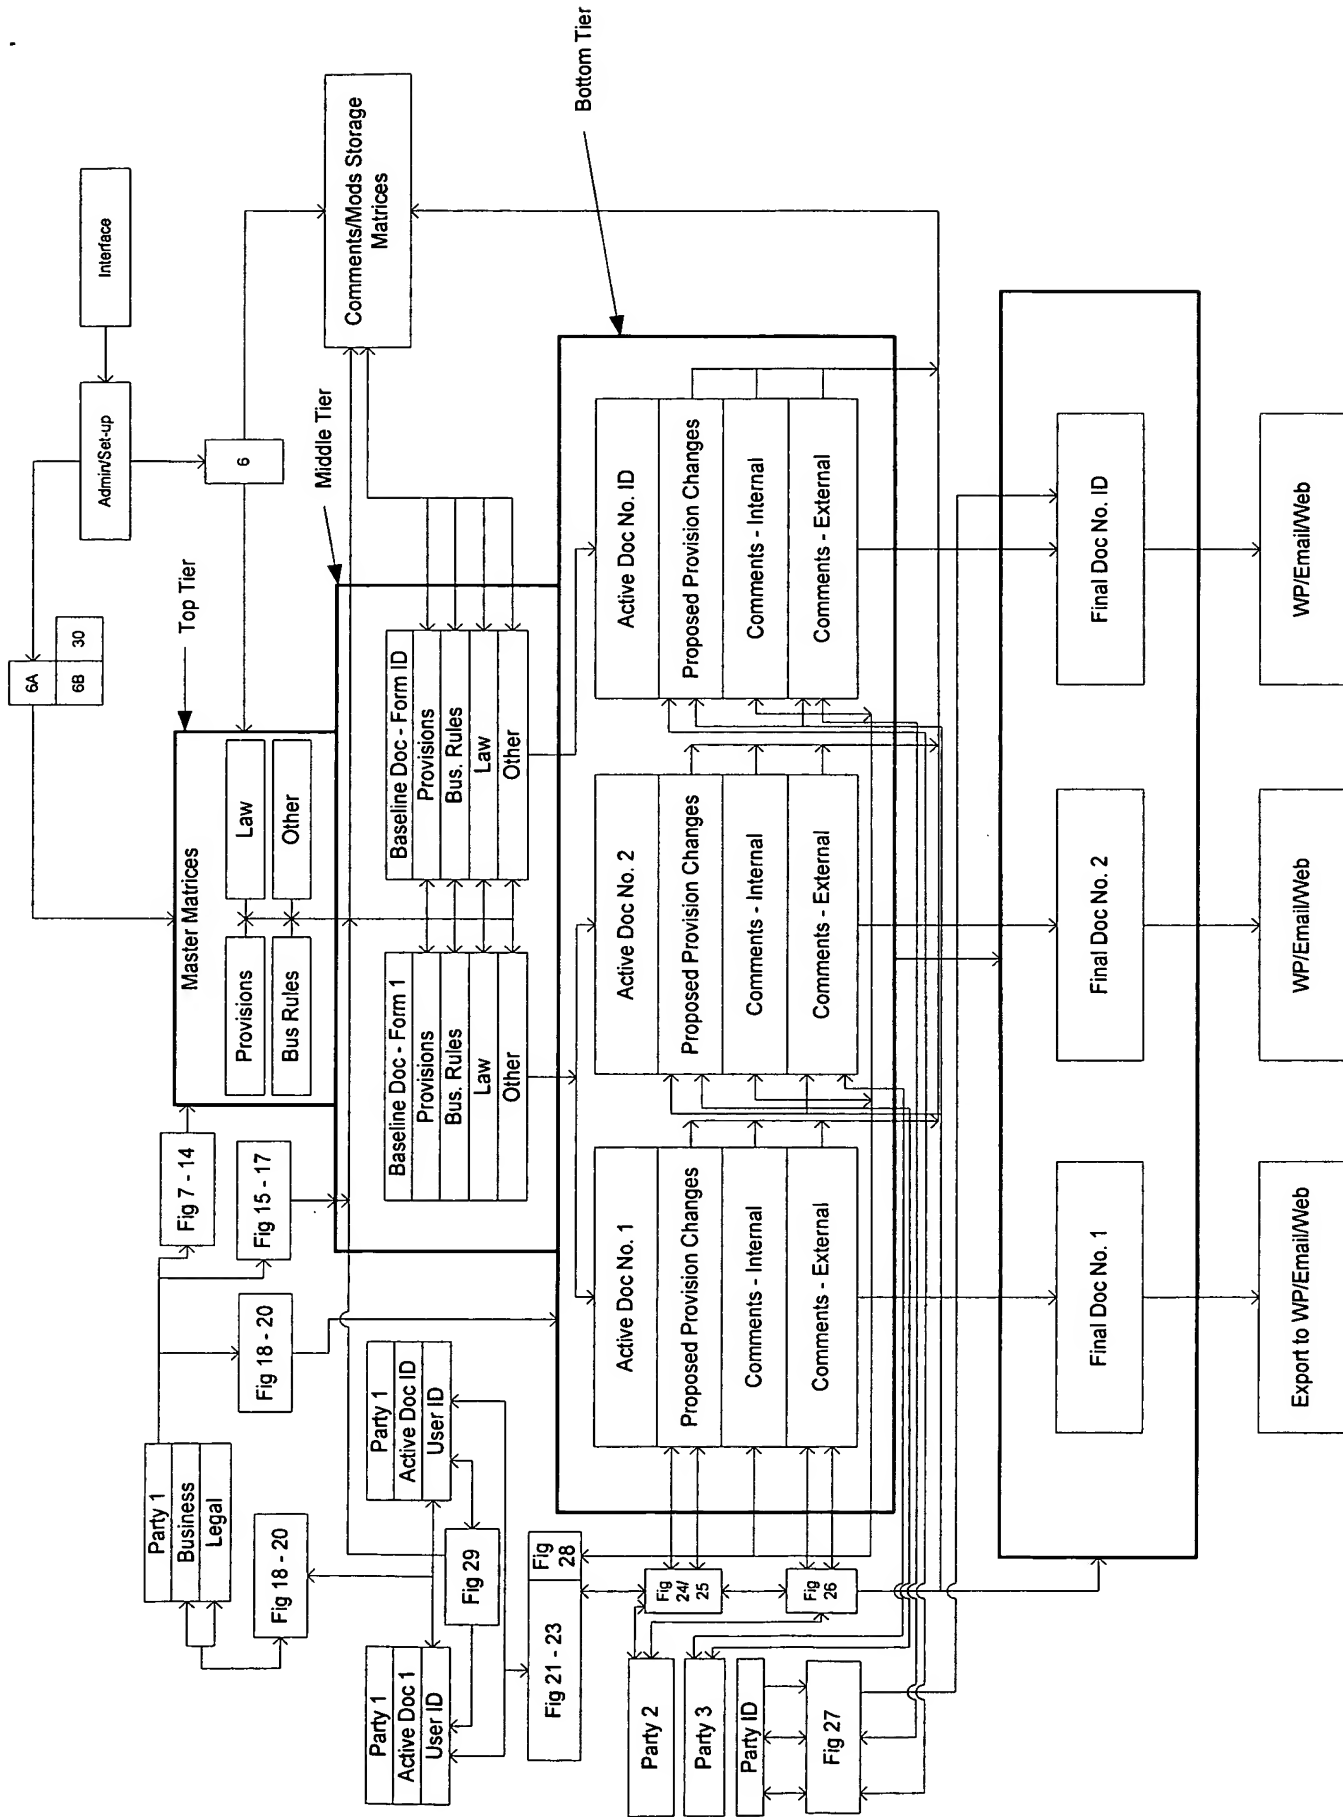 Interface
Admin/Set-up
6
6A
6B
30
Top Tier
Middle Tier
Bottom Tier
Comments/Mods Storage
Matrices
Master Matrices
Provisions
Law
Bus Rules
Other
Fig 7 - 14
Fig 15 - 17
Fig 18 - 20
Party 1
Business
Legal
Fig 18 - 20
Baseline Doc - Form 1
Provisions
Bus. Rules
Law
Other
Baseline Doc - Form ID
Provisions
Bus. Rules
Law
Other
Party 1
Active Doc 1
User ID
Fig 29
Party 1
Active Doc ID
User ID
Fig 21 - 23
Fig
28
Fig
24/
25
Fig
26
Party 2
Party 3
Party ID
Fig 27
Active Doc No. 1
Proposed Provision Changes
Comments - Internal
Comments - External
Active Doc No. 2
Proposed Provision Changes
Comments - Internal
Comments - External
Active Doc No. ID
Proposed Provision Changes
Comments - Internal
Comments - External
Final Doc No. 1
Final Doc No. 2
Final Doc No. ID
Export to WP/Email/Web
WP/Email/Web
WP/Email/Web